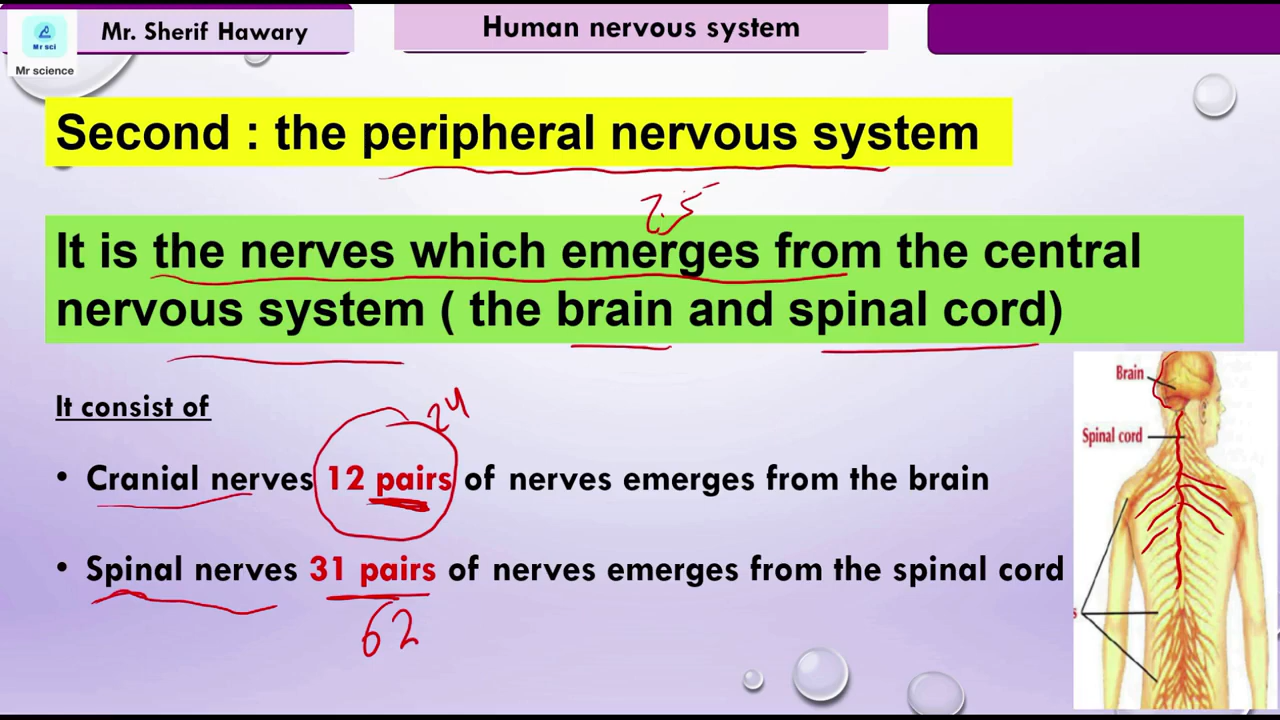 Mr sci
Mr science
Mr. Sherif Hawary
Human nervous system
Second : the peripheral nervous system
It is the nerves which emerges from the central
nervous system ( the brain and spinal cord)
It consist of
24
• Cranial nerves 12 pairs of nerves emerges from the brain
• Spinal nerves 31 pairs of nerves emerges from the spinal cord
62
Brain
Spinal cord
s